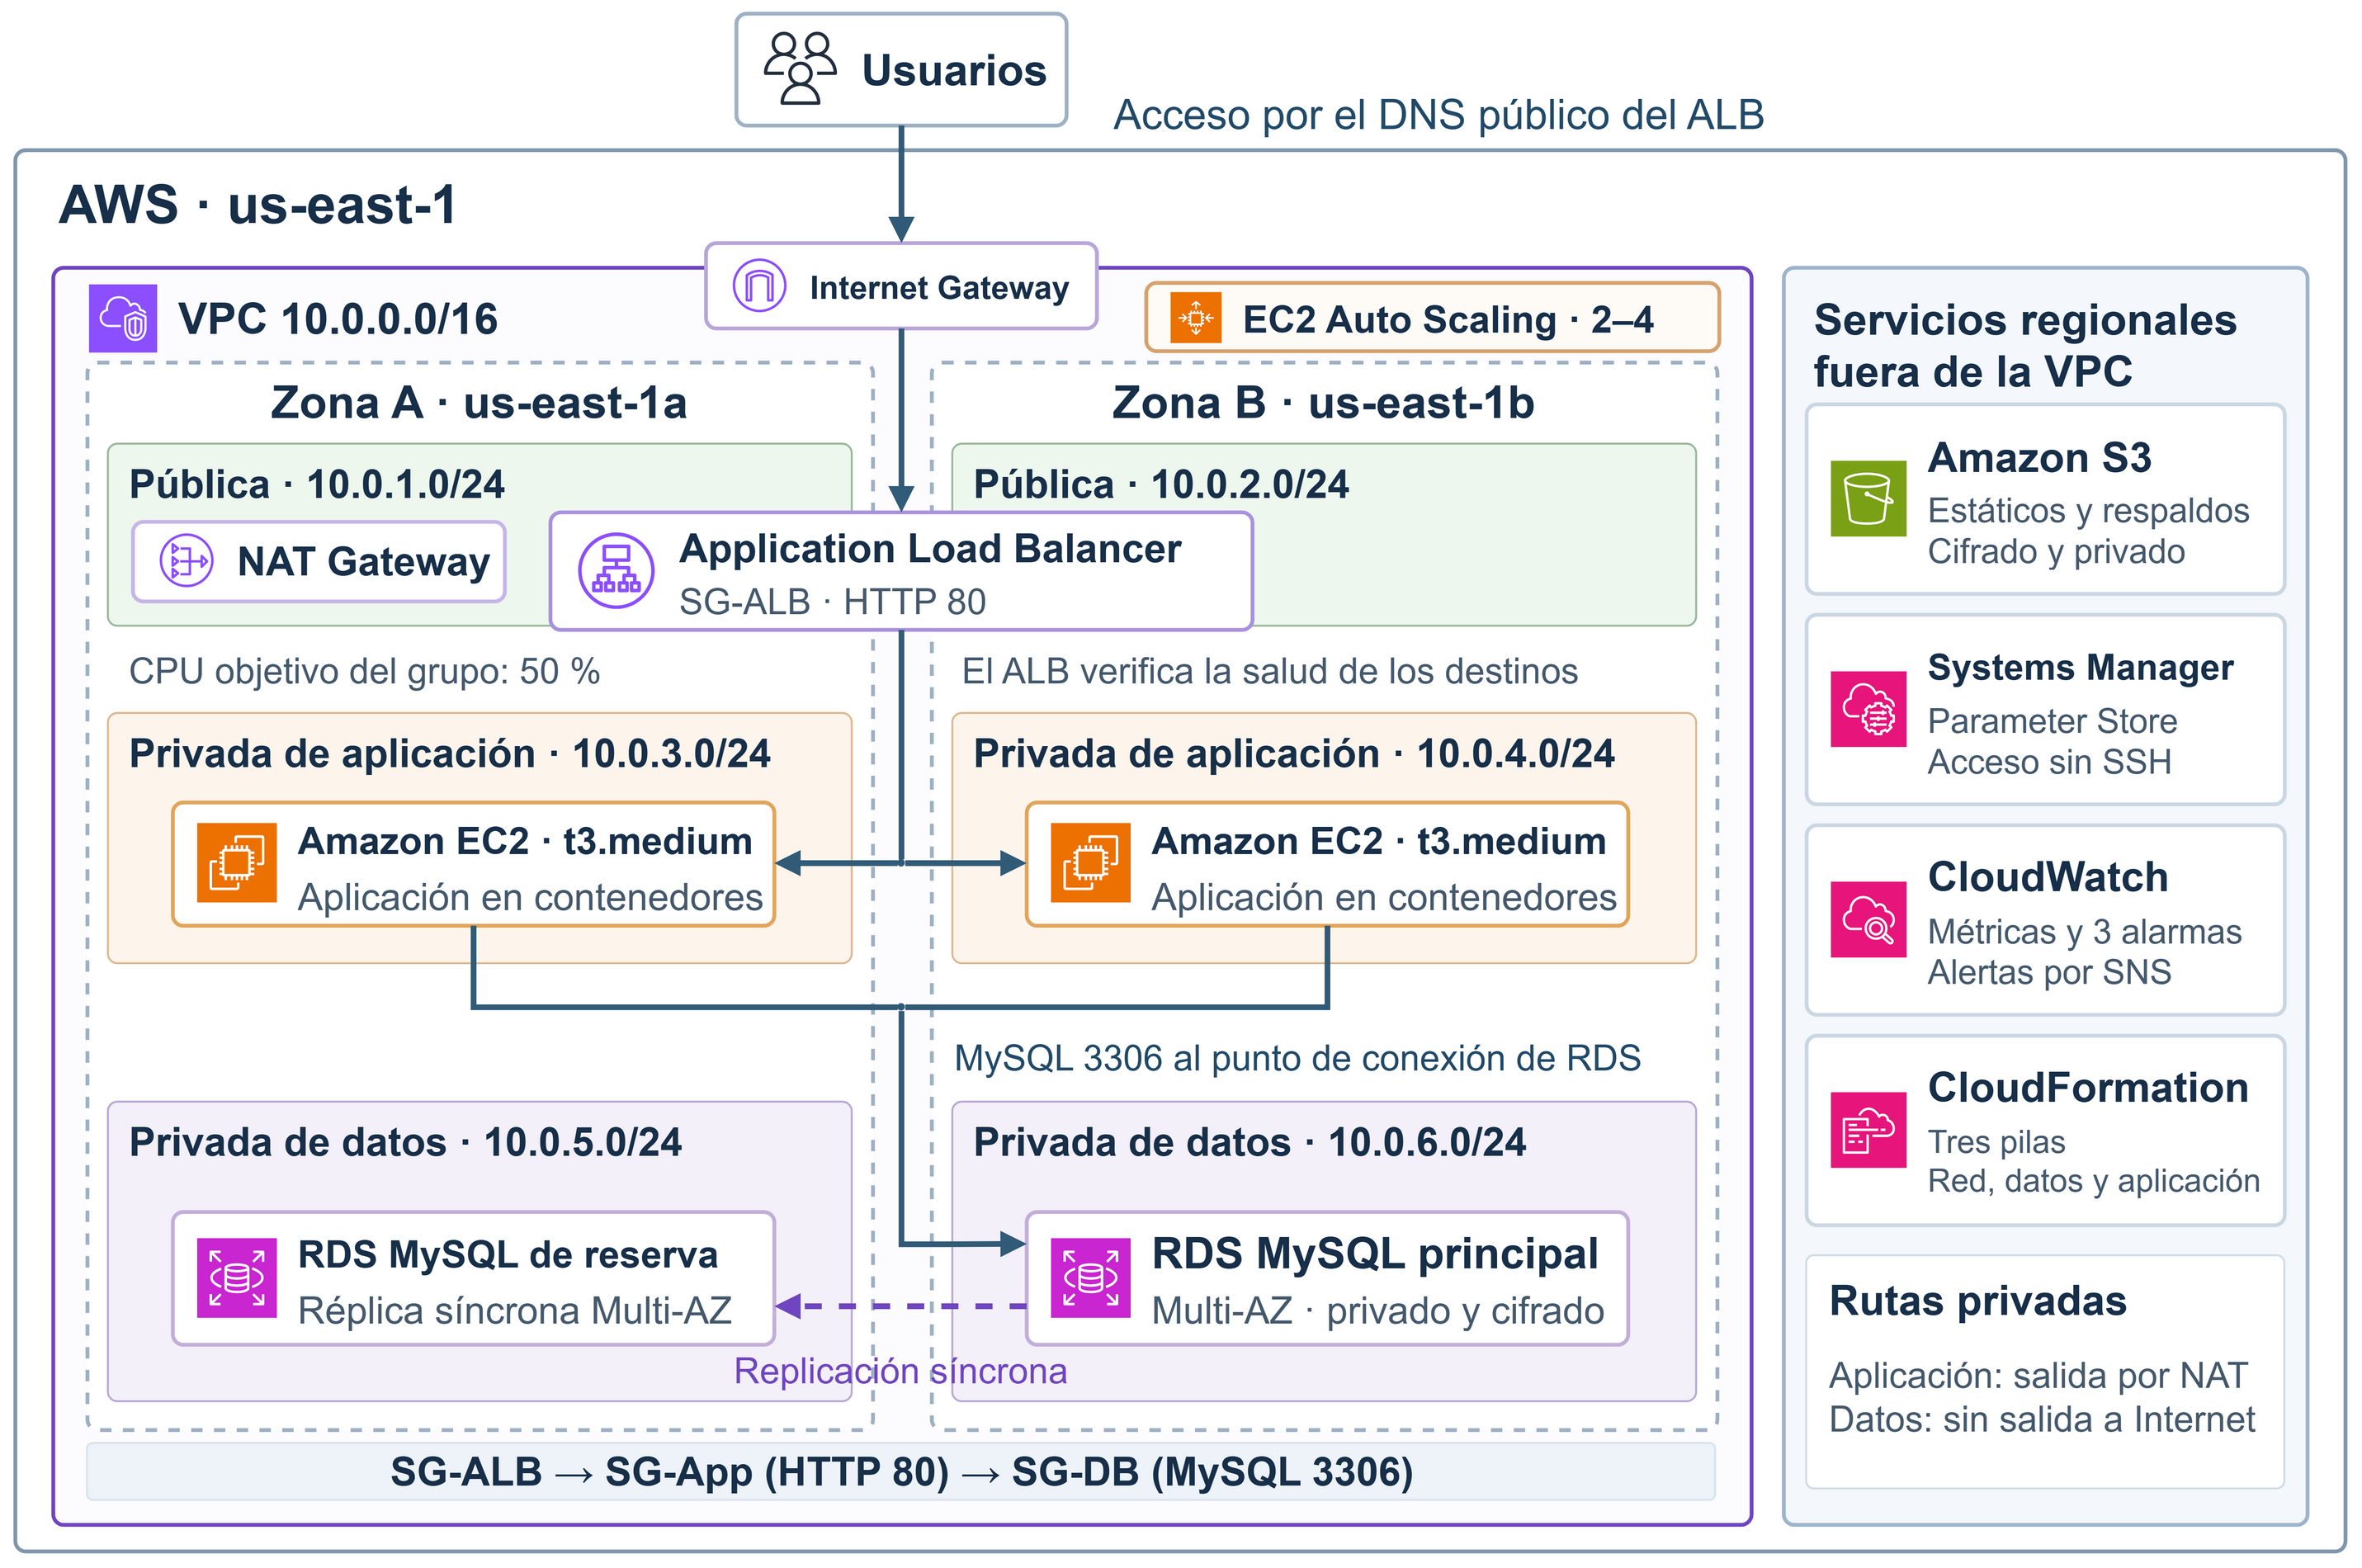 Usuarios
Acceso por el DNS público del ALB
AWS · us-east-1
Internet Gateway
VPC 10.0.0.0/16
EC2 Auto Scaling · 2–4
Zona A · us-east-1a
Zona B · us-east-1b
Pública · 10.0.1.0/24
Pública · 10.0.2.0/24
NAT Gateway
Application Load Balancer
SG-ALB · HTTP 80
CPU objetivo del grupo: 50 %
El ALB verifica la salud de los destinos
Privada de aplicación · 10.0.3.0/24
Privada de aplicación · 10.0.4.0/24
Amazon EC2 · t3.medium
Aplicación en contenedores
Amazon EC2 · t3.medium
Aplicación en contenedores
MySQL 3306 al punto de conexión de RDS
Privada de datos · 10.0.5.0/24
Privada de datos · 10.0.6.0/24
RDS MySQL de reserva
Réplica síncrona Multi-AZ
RDS MySQL principal
Multi-AZ · privado y cifrado
Replicación síncrona
SG-ALB → SG-App (HTTP 80) → SG-DB (MySQL 3306)
Servicios regionales
fuera de la VPC
Amazon S3
Estáticos y respaldos
Cifrado y privado
Systems Manager
Parameter Store
Acceso sin SSH
CloudWatch
Métricas y 3 alarmas
Alertas por SNS
CloudFormation
Tres pilas
Red, datos y aplicación
Rutas privadas
Aplicación: salida por NAT
Datos: sin salida a Internet